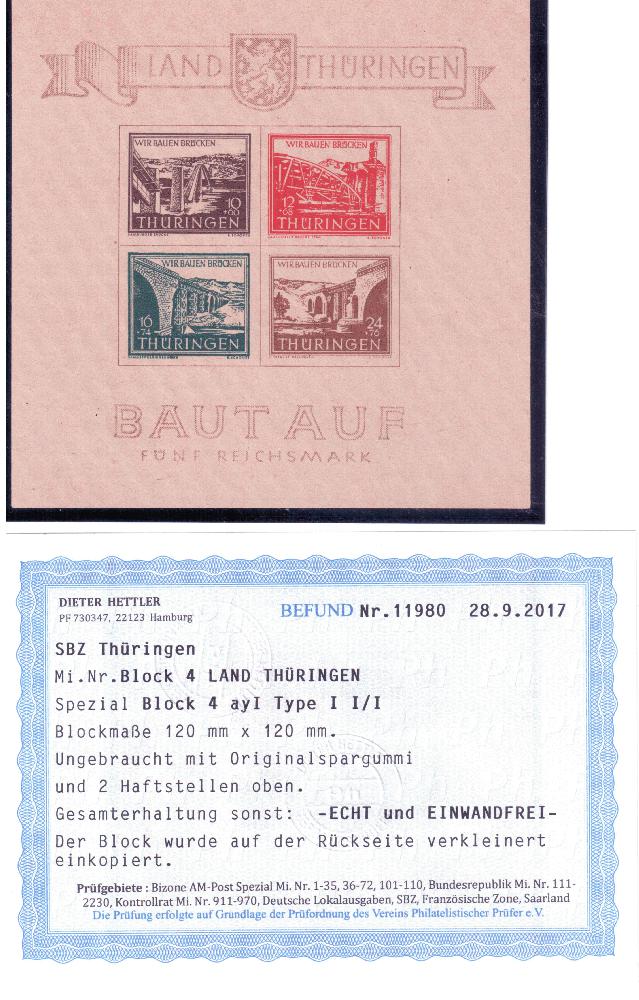 LAND THÜRINGEN
WIR BAUEN BRÜCKEN
10
+60
THÜRINGEN
WIR BAUEN BRÜCKEN
12
+68
THÜRINGEN
WIR BAUEN BRÜCKEN
16
+74
THÜRINGEN
WIR BAUEN BRÜCKEN
24
+76
THÜRINGEN
BAUT AUF
FÜNF REICHSMARK
DIETER HETTLER
PF 730347, 22123 Hamburg
BEFUND Nr.11980 28.9.2017
SBZ Thüringen
Mi.Nr.Block 4 LAND THÜRINGEN
Spezial Block 4 ayI Type I I/I
Blockmaße 120 mm x 120 mm.
Ungebraucht mit Originalspargummi
und 2 Haftstellen oben.
Gesamterhaltung sonst: -ECHT und EINWANDFREI-
Der Block wurde auf der Rückseite verkleinert
einkopiert.
Prüfgebiete : Bizone AM-Post Spezial Mi. Nr. 1-35, 36-72, 101-110, Bundesrepublik Mi. Nr. 111-
2230, Kontrollrat Mi. Nr. 911-970, Deutsche Lokalausgaben, SBZ, Französische Zone, Saarland
Die Prüfung erfolgte auf Grundlage der Prüfordnung des Vereins Philatelistischer Prüfer e.V.